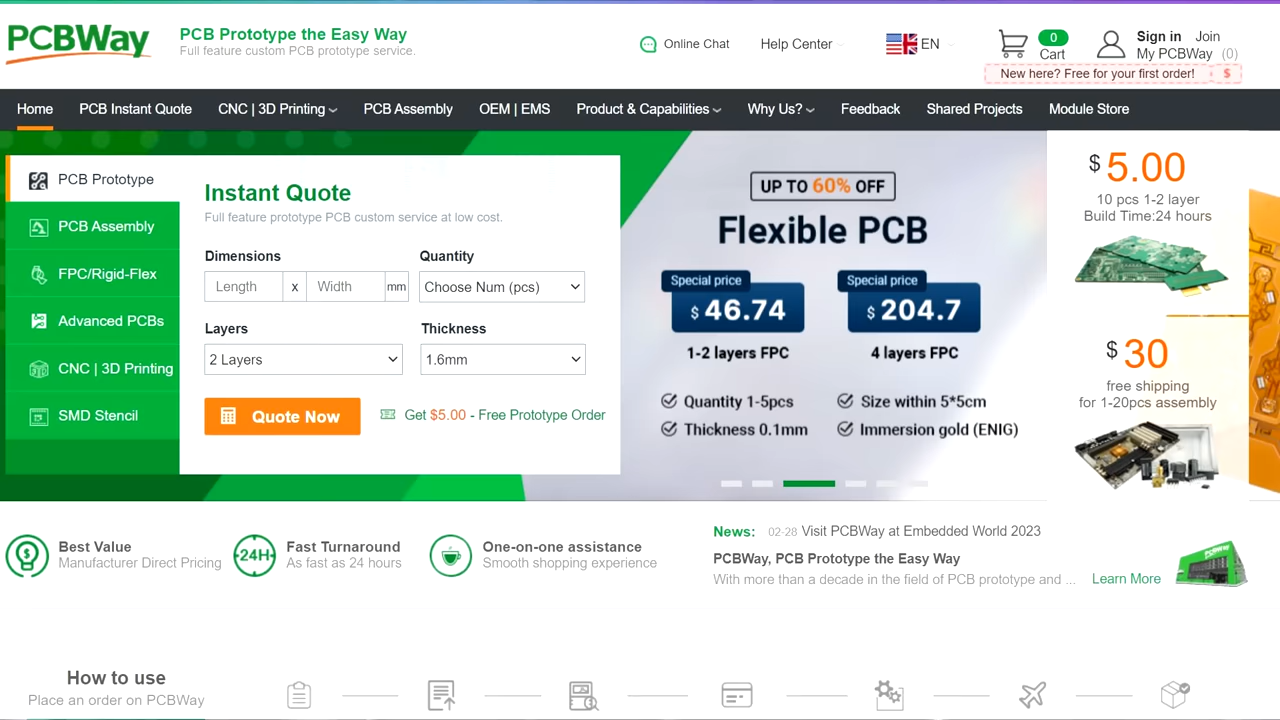 PCBWay
PCB Prototype the Easy Way
Full feature custom PCB prototype service.
Online Chat
Help Center
EN
0
Cart
Sign in
Join
My PCBWay (0)
New here? Free for your first order!
$
Home
PCB Instant Quote
CNC | 3D Printing
PCB Assembly
OEM | EMS
Product & Capabilities
Why Us?
Feedback
Shared Projects
Module Store
PCB Prototype
PCB Assembly
FPC/Rigid-Flex
Advanced PCBs
CNC | 3D Printing
SMD Stencil
Instant Quote
Full feature prototype PCB custom service at low cost.
Dimensions
Quantity
Length x Width mm
Choose Num (pcs)
Layers
Thickness
2 Layers
1.6mm
Quote Now
Get $5.00 - Free Prototype Order
UP TO 60% OFF
Flexible PCB
Special price
$ 46.74
1-2 layers FPC
Special price
$ 204.7
4 layers FPC
Quantity 1-5pcs
Size within 5*5cm
Thickness 0.1mm
Immersion gold (ENIG)
$ 5.00
10 pcs 1-2 layer
Build Time:24 hours
$ 30
free shipping
for 1-20pcs assembly
Best Value
Manufacturer Direct Pricing
24H
Fast Turnaround
As fast as 24 hours
One-on-one assistance
Smooth shopping experience
News: 02-28 Visit PCBWay at Embedded World 2023
PCBWay, PCB Prototype the Easy Way
With more than a decade in the field of PCB prototype and ...
Learn More
PCBWay
How to use
Place an order on PCBWay